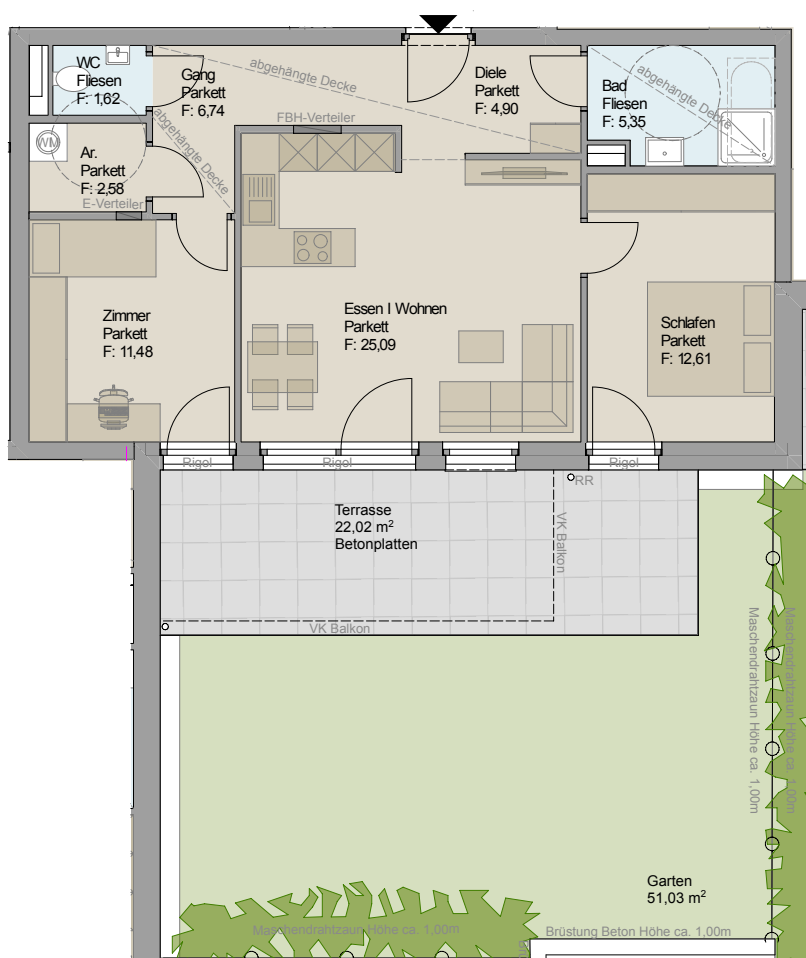 WC
Fliesen
F: 1,62
Gang
Parkett
F: 6,74
abgehängte Decke
Diele
Parkett
F: 4,90
Bad
Fliesen
F: 5,35
abgehängte Decke
FBH-Verteiler
abgehängte Decke
WM
Ar.
Parkett
F: 2,58
E-Verteiler
Zimmer
Parkett
F: 11,48
Essen I Wohnen
Parkett
F: 25,09
Schlafen
Parkett
F: 12,61
Rigol
Rigol
Rigol
RR
Terrasse
22,02 m²
Betonplatten
VK Balkon
VK Balkon
Maschendrahtzaun Höhe ca. 1,00m
Maschendrahtzaun Höhe ca. 1,00m
Garten
51,03 m²
Maschendrahtzaun Höhe ca. 1,00m
Brüstung Beton Höhe ca. 1,00m